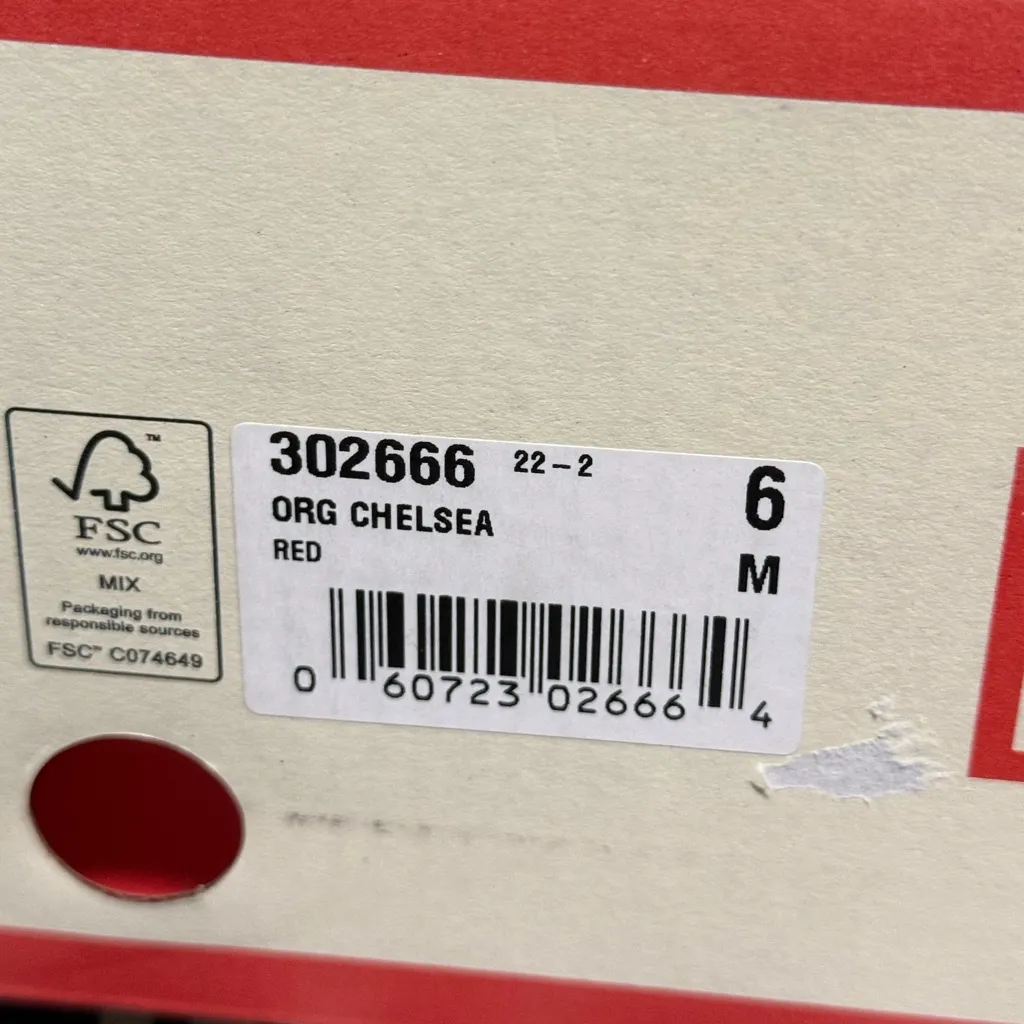 ™
FSC
www.fsc.org
MIX
Packaging from
responsible sources
FSC™ C074649
302666 22-2 6
ORG CHELSEA
RED M
0 60723 02666 4